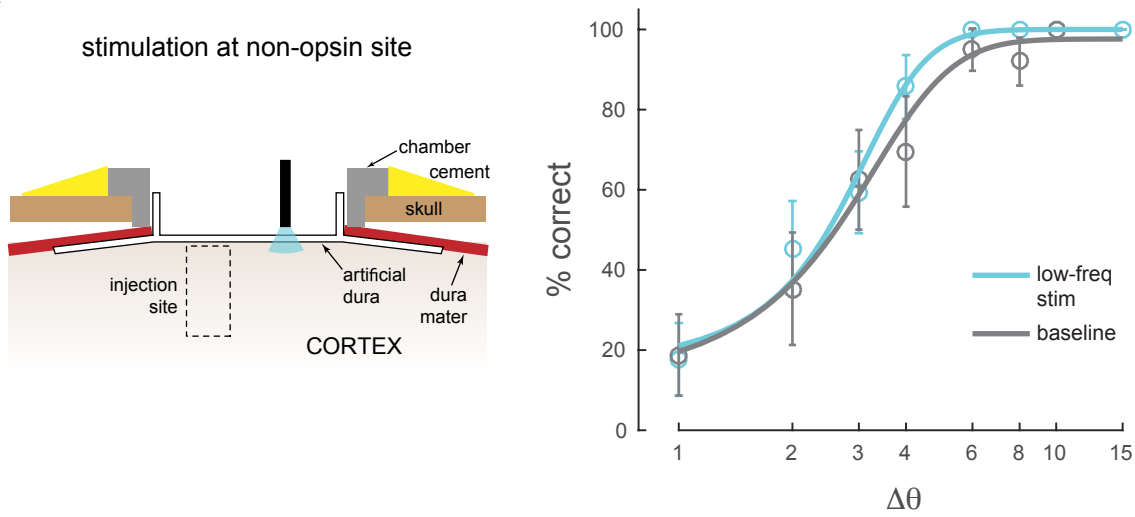 stimulation at non-opsin site
chamber
cement
skull
injection
site
artificial
dura
dura
mater
CORTEX
% correct
100
80
60
40
20
0
low-freq
stim
baseline
1
2
3
4
6
8
10
15
Δθ